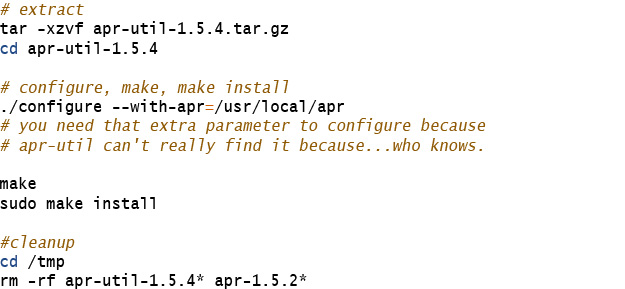 # extract
tar -xzvf apr-util-1.5.4.tar.gz
cd apr-util-1.5.4
# configure, make, make install
./configure --with-apr=/usr/local/apr
# you need that extra parameter to configure because
# apr-util can't really find it because...who knows.
make
sudo make install
#cleanup
cd /tmp
rm -rf apr-util-1.5.4* apr-1.5.2*